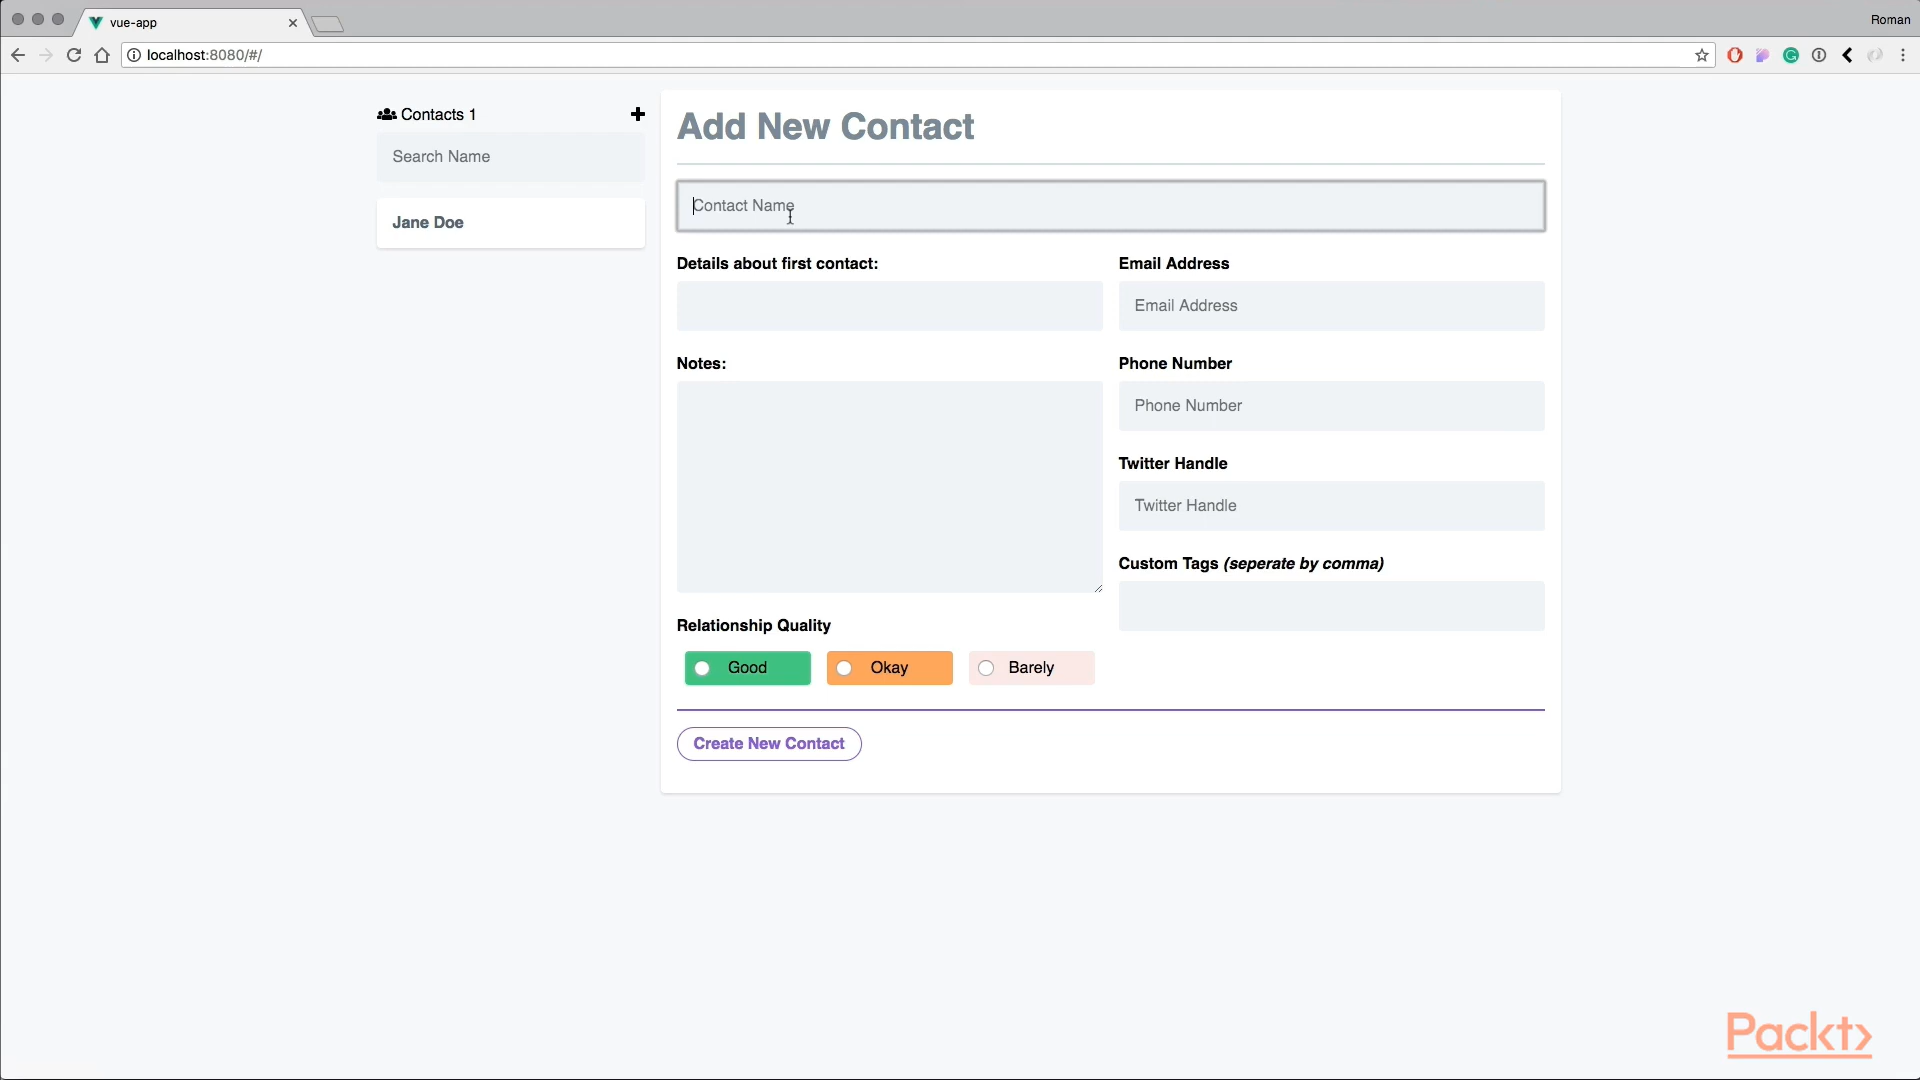 vue-app
Roman
localhost:8080/#/
Contacts 1
Search Name
Jane Doe
Add New Contact
Contact Name
Details about first contact:
Notes:
Relationship Quality
Good
Okay
Barely
Email Address
Email Address
Phone Number
Phone Number
Twitter Handle
Twitter Handle
Custom Tags (seperate by comma)
Create New Contact
Packt>